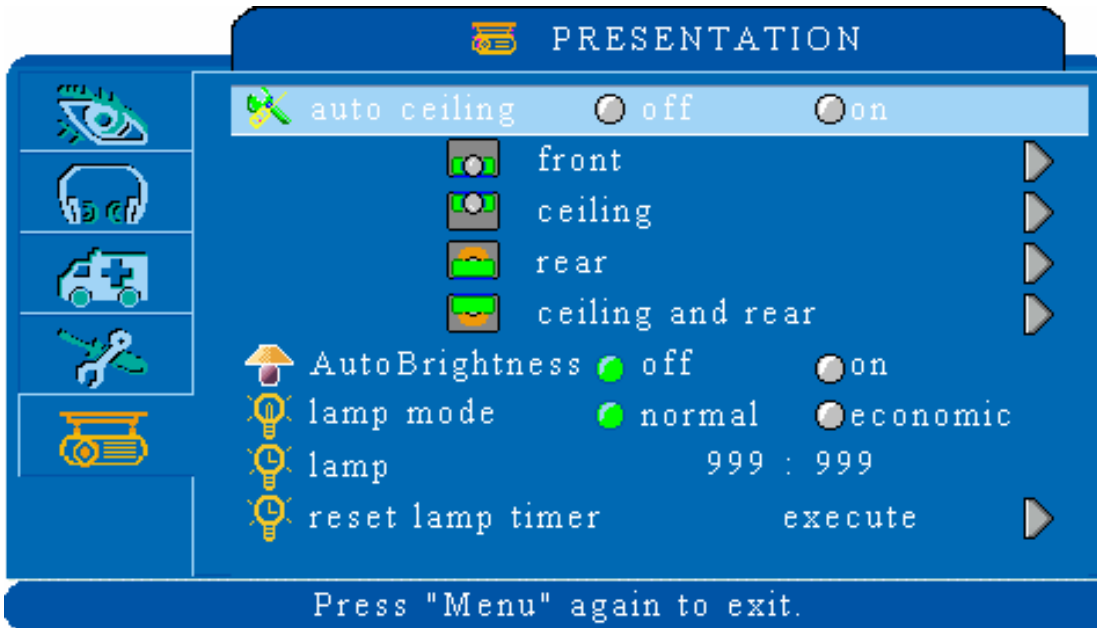 PRESENTATION
auto ceiling off on
front
ceiling
rear
ceiling and rear
AutoBrightness off on
lamp mode normal economic
lamp 999 : 999
reset lamp timer execute
Press "Menu" again to exit.